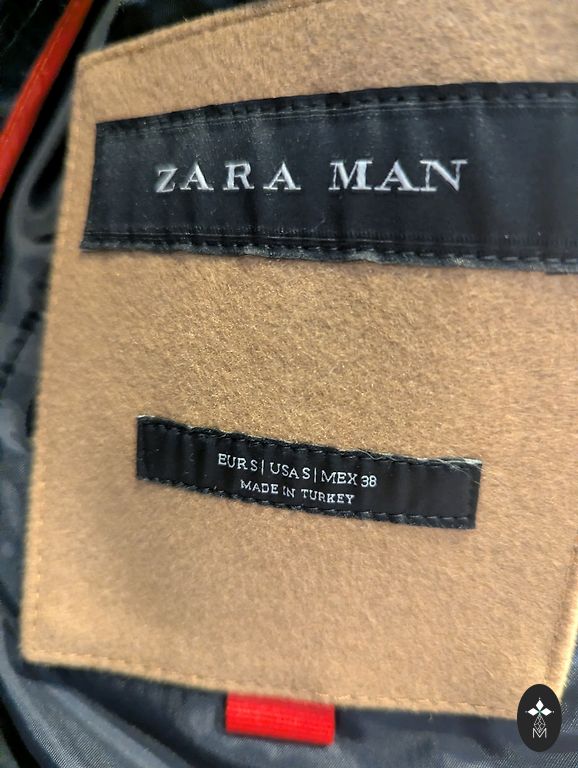 ZARA MAN
EUR S | USA S | MEX 38
MADE IN TURKEY